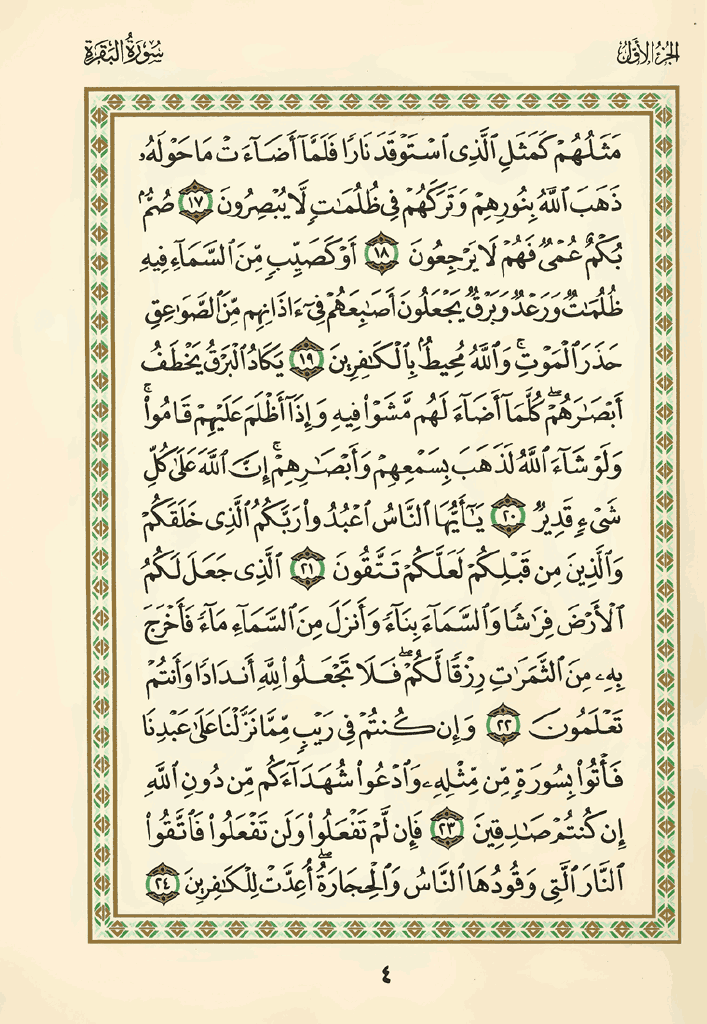 الجزء الأول
سورة البقرة
مَثَلُهُمْ كَمَثَلِ ٱلَّذِى ٱسْتَوْقَدَ نَارًا فَلَمَّآ أَضَآءَتْ مَا حَوْلَهُۥ
ذَهَبَ ٱللَّهُ بِنُورِهِمْ وَتَرَكَهُمْ فِى ظُلُمَـٰتٍ لَّا يُبْصِرُونَ ١٧ صُمٌّۢ
بُكْمٌ عُمْىٌ فَهُمْ لَا يَرْجِعُونَ ١٨ أَوْ كَصَيِّبٍ مِّنَ ٱلسَّمَآءِ فِيهِ
ظُلُمَـٰتٌ وَرَعْدٌ وَبَرْقٌ يَجْعَلُونَ أَصَـٰبِعَهُمْ فِىٓ ءَاذَانِهِم مِّنَ ٱلصَّوَٰعِقِ
حَذَرَ ٱلْمَوْتِ ۚ وَٱللَّهُ مُحِيطٌۢ بِٱلْكَـٰفِرِينَ ١٩ يَكَادُ ٱلْبَرْقُ يَخْطَفُ
أَبْصَـٰرَهُمْ ۖ كُلَّمَآ أَضَآءَ لَهُم مَّشَوْا۟ فِيهِ وَإِذَآ أَظْلَمَ عَلَيْهِمْ قَامُوا۟ ۚ
وَلَوْ شَآءَ ٱللَّهُ لَذَهَبَ بِسَمْعِهِمْ وَأَبْصَـٰرِهِمْ ۚ إِنَّ ٱللَّهَ عَلَىٰ كُلِّ
شَىْءٍ قَدِيرٌ ٢٠ يَـٰٓأَيُّهَا ٱلنَّاسُ ٱعْبُدُوا۟ رَبَّكُمُ ٱلَّذِى خَلَقَكُمْ
وَٱلَّذِينَ مِن قَبْلِكُمْ لَعَلَّكُمْ تَتَّقُونَ ٢١ ٱلَّذِى جَعَلَ لَكُمُ
ٱلْأَرْضَ فِرَٰشًا وَٱلسَّمَآءَ بِنَآءً وَأَنزَلَ مِنَ ٱلسَّمَآءِ مَآءً فَأَخْرَجَ
بِهِۦ مِنَ ٱلثَّمَرَٰتِ رِزْقًا لَّكُمْ ۖ فَلَا تَجْعَلُوا۟ لِلَّهِ أَندَادًا وَأَنتُمْ
تَعْلَمُونَ ٢٢ وَإِن كُنتُمْ فِى رَيْبٍ مِّمَّا نَزَّلْنَا عَلَىٰ عَبْدِنَا
فَأْتُوا۟ بِسُورَةٍ مِّن مِّثْلِهِۦ وَٱدْعُوا۟ شُهَدَآءَكُم مِّن دُونِ ٱللَّهِ
إِن كُنتُمْ صَـٰدِقِينَ ٢٣ فَإِن لَّمْ تَفْعَلُوا۟ وَلَن تَفْعَلُوا۟ فَٱتَّقُوا۟
ٱلنَّارَ ٱلَّتِى وَقُودُهَا ٱلنَّاسُ وَٱلْحِجَارَةُ ۖ أُعِدَّتْ لِلْكَـٰفِرِينَ ٢٤
٤